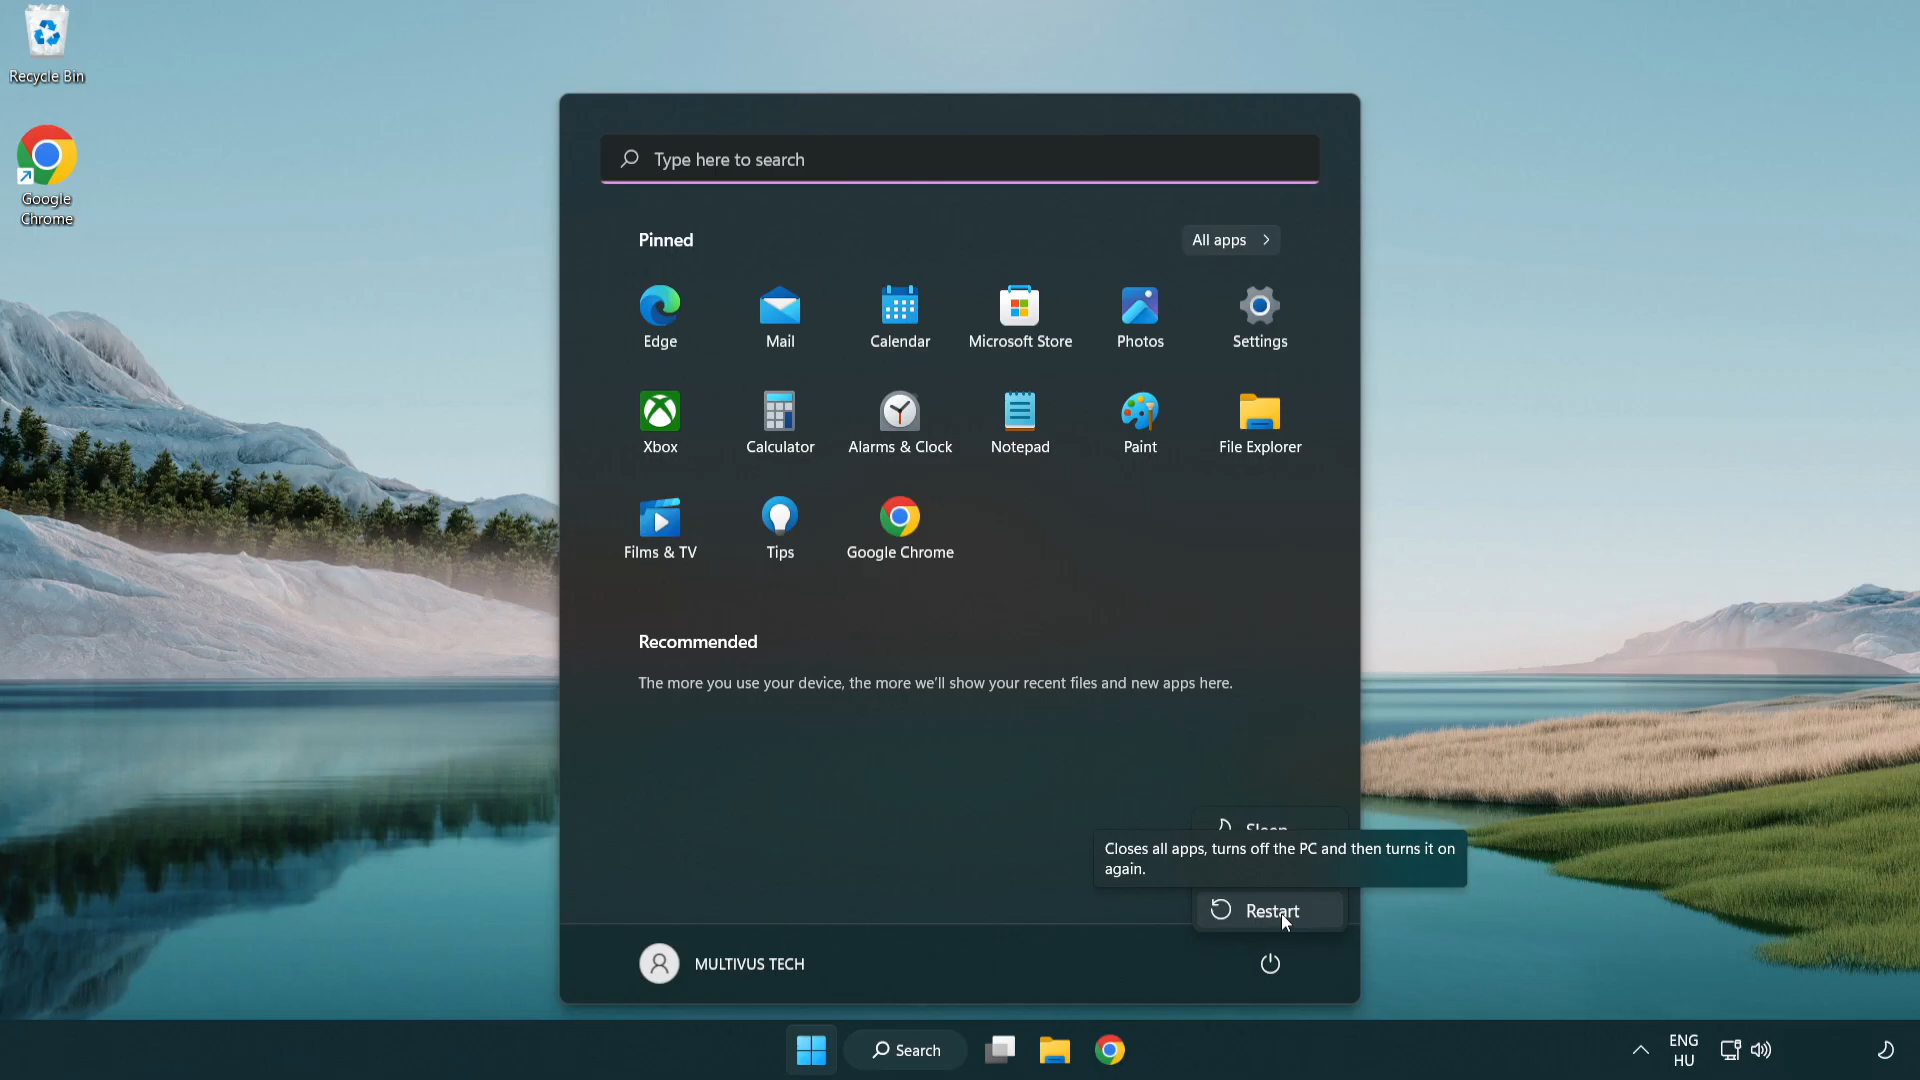 Recycle Bin
Google
Chrome
Type here to search
Pinned
All apps
Edge
Mail
Calendar
Microsoft Store
Photos
Settings
Xbox
Calculator
Alarms & Clock
Notepad
Paint
File Explorer
Films & TV
Tips
Google Chrome
Recommended
The more you use your device, the more we'll show your recent files and new apps here.
Sleep
Closes all apps, turns off the PC and then turns it on
again.
Restart
MULTIVUS TECH
Search
ENG
HU